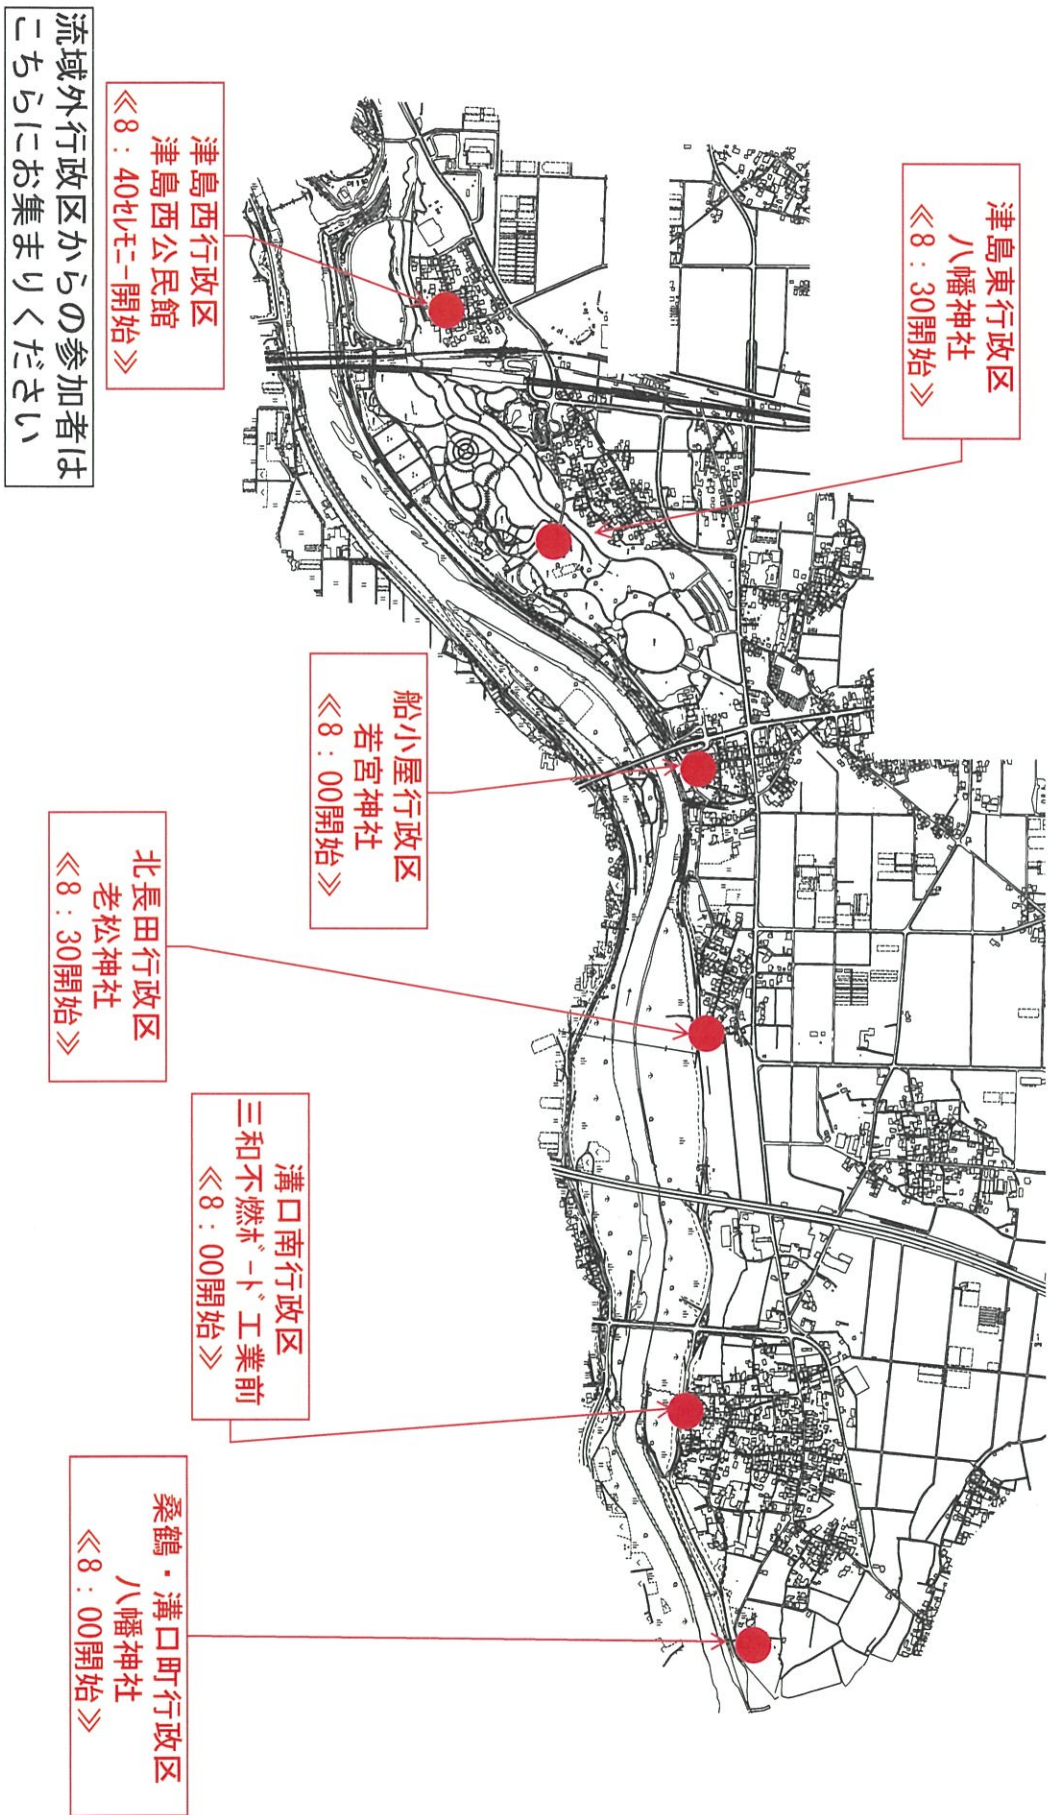 津島東行政区
八幡神社
≪8:30開始≫
津島西行政区
津島西公民館
≪8:40セレモニー開始≫
流域外行政区からの参加者は
こちらにお集まりください
船小屋行政区
若宮神社
≪8:00開始≫
北長田行政区
老松神社
≪8:30開始≫
溝口南行政区
三和不燃ボード工業前
≪8:00開始≫
桑鶴・溝口町行政区
八幡神社
≪8:00開始≫